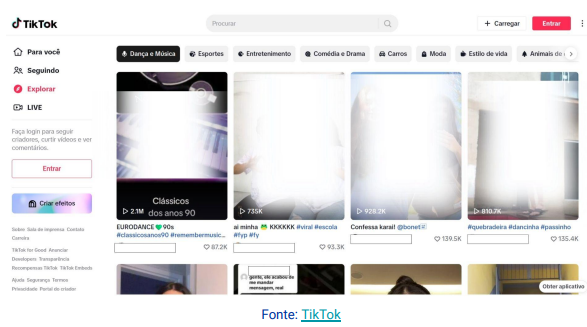 TikTok
Procurar
+ Carregar
Entrar
Para você
Seguindo
Explorar
LIVE
Faça login para seguir
criadores, curtir vídeos e ver
comentários.
Entrar
Criar efeitos
Sobre Sala de imprensa Contato
Carreira
TikTok for Good Anunciar
Developers Transparência
Recompensas TikTok TikTok Embeds
Ajuda Segurança Termos
Privacidade Portal do criador
Dança e Música
Esportes
Entretenimento
Comédia e Drama
Carros
Moda
Estilo de vida
Animais de
Clássicos
dos anos 90
2.1M
735K
928.2K
810.7K
EURODANCE 💚 90s
#classicosanos90 #remembermusic...
87.2K
ai minha 🐸 KKKKKK #viral #escola
#fyp #fy
93.3K
Confessa karai! @bonet
139.5K
#quebradeira #dancinha #passinho
135.4K
gente, ele acabou de
me mandar
mensagem, real
Obter aplicativo
Fonte: TikTok